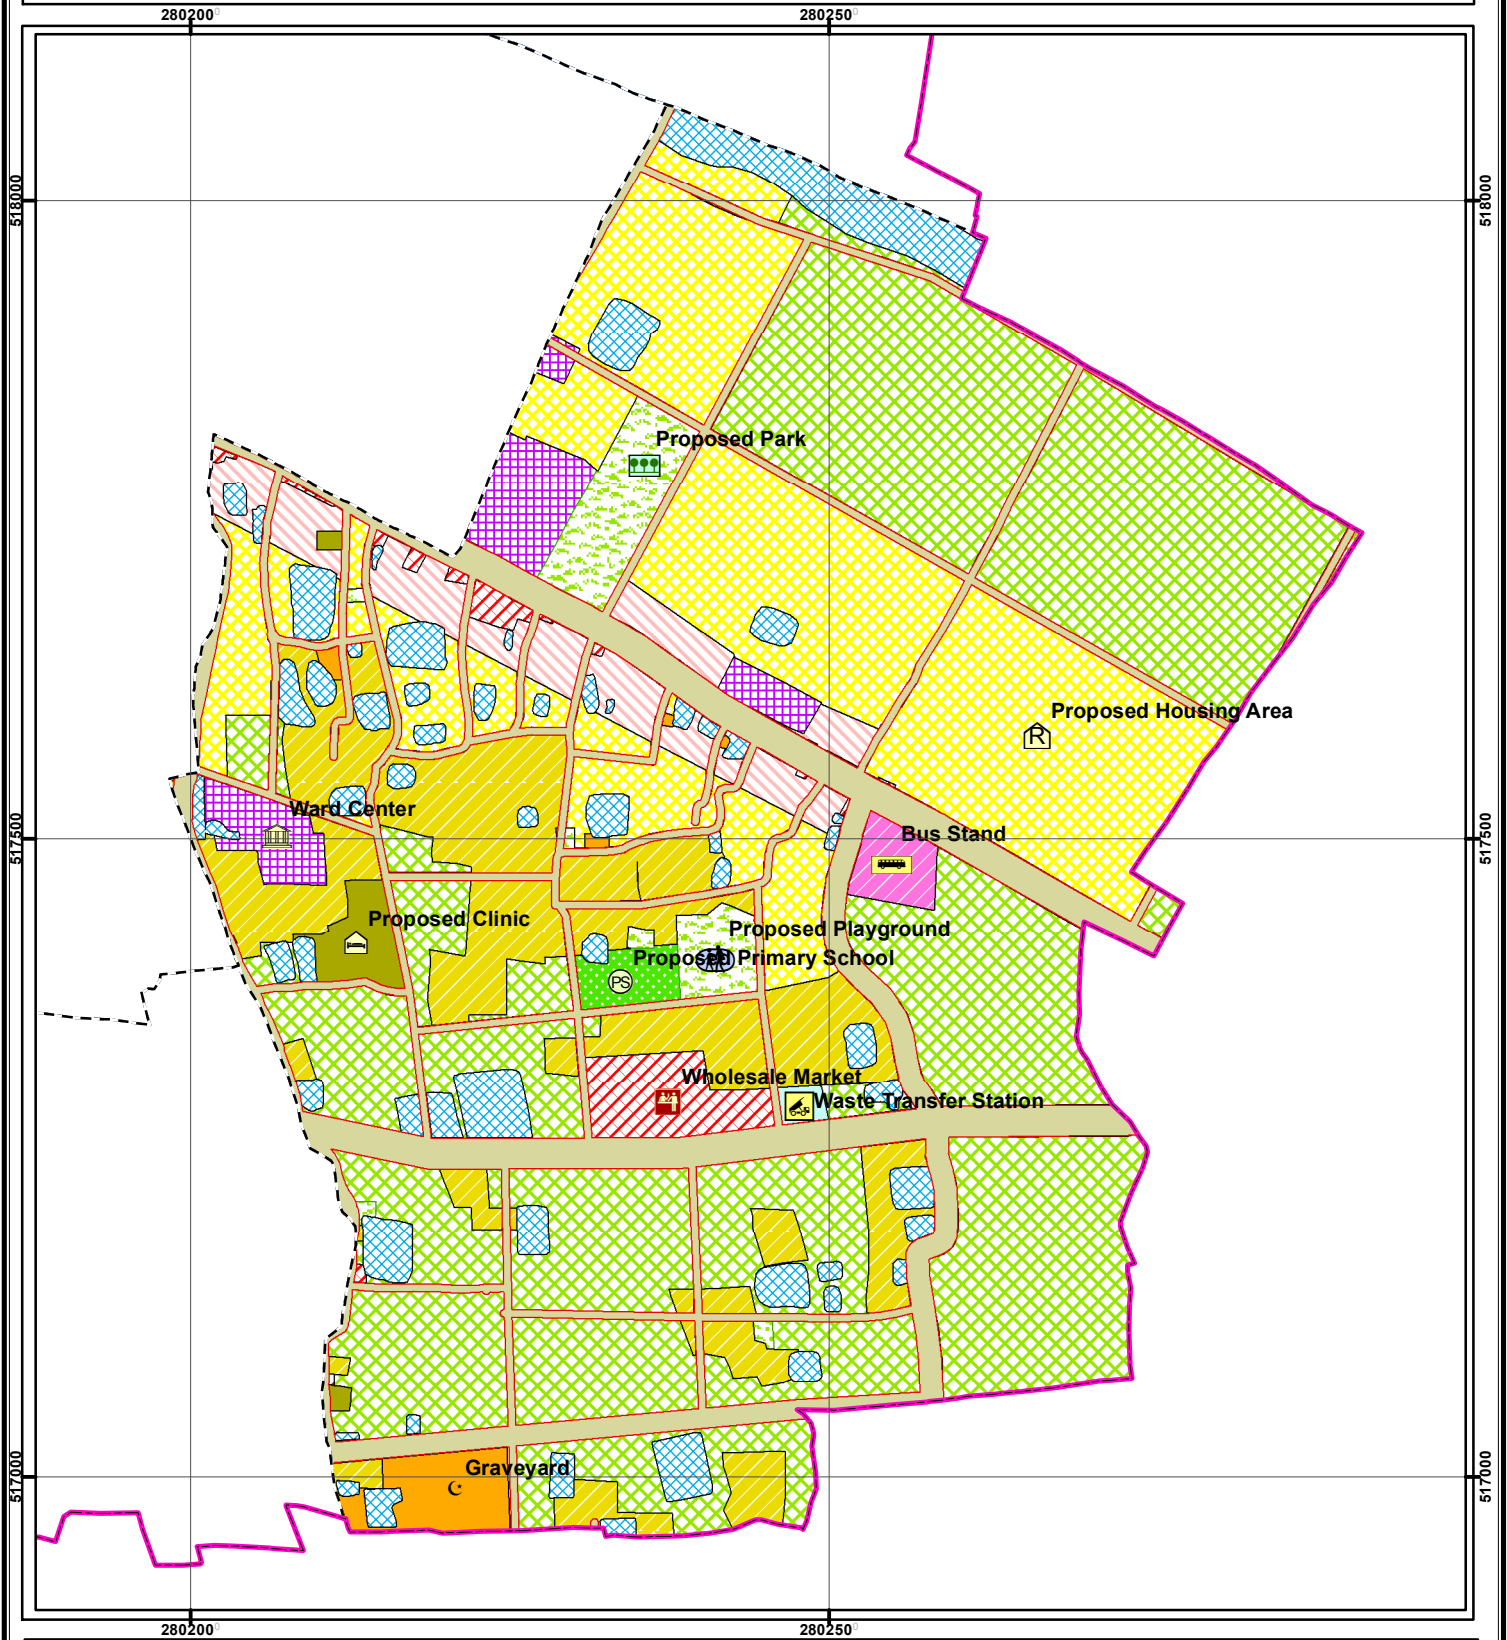 280200
280250
518000
518000
Proposed Park
Proposed Housing Area
R
Ward Center
517500
517500
Bus Stand
Proposed Clinic
Proposed Playground
Proposed Primary School
PS
Wholesale Market
Waste Transfer Station
Graveyard
517000
517000
280200
280250